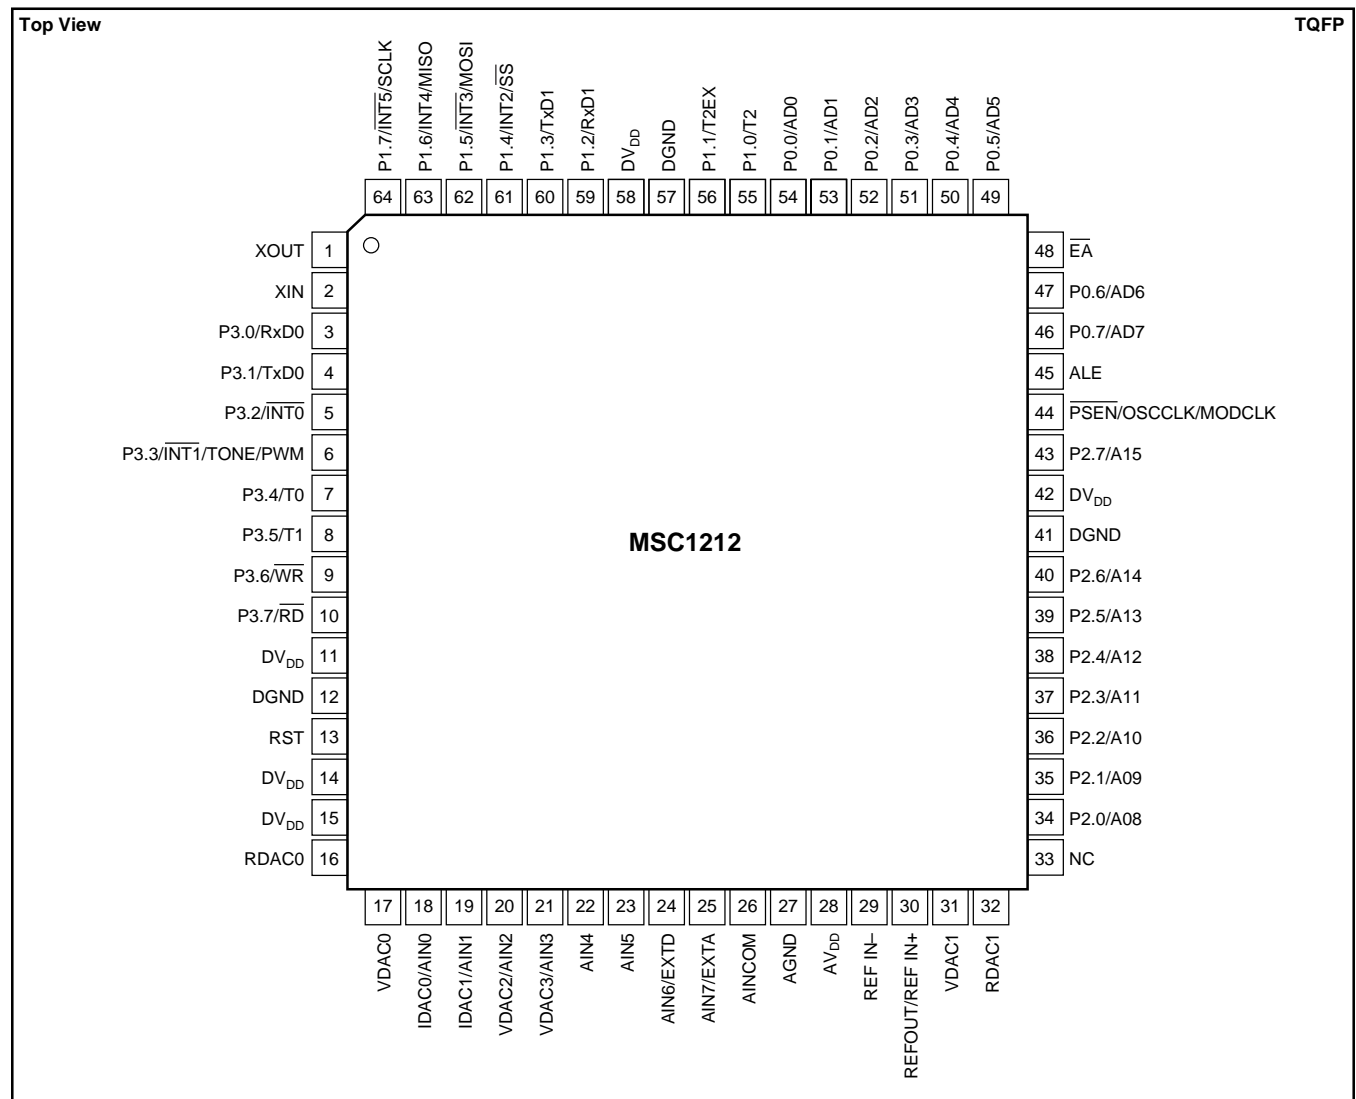 Top View
TQFP
P1.7/I̅N̅T̅5̅/SCLK
P1.6/INT4/MISO
P1.5/I̅N̅T̅3̅/MOSI
P1.4/INT2/S̅S̅
P1.3/TxD1
P1.2/RxD1
DVDD
DGND
P1.1/T2EX
P1.0/T2
P0.0/AD0
P0.1/AD1
P0.2/AD2
P0.3/AD3
P0.4/AD4
P0.5/AD5
64 63 62 61 60 59 58 57 56 55 54 53 52 51 50 49
XOUT 1
XIN 2
P3.0/RxD0 3
P3.1/TxD0 4
P3.2/I̅N̅T̅0̅ 5
P3.3/I̅N̅T̅1̅/TONE/PWM 6
P3.4/T0 7
P3.5/T1 8
P3.6/W̅R̅ 9
P3.7/R̅D̅ 10
DVDD 11
DGND 12
RST 13
DVDD 14
DVDD 15
RDAC0 16
MSC1212
48 E̅A̅
47 P0.6/AD6
46 P0.7/AD7
45 ALE
44 P̅S̅E̅N̅/OSCCLK/MODCLK
43 P2.7/A15
42 DVDD
41 DGND
40 P2.6/A14
39 P2.5/A13
38 P2.4/A12
37 P2.3/A11
36 P2.2/A10
35 P2.1/A09
34 P2.0/A08
33 NC
17 18 19 20 21 22 23 24 25 26 27 28 29 30 31 32
VDAC0
IDAC0/AIN0
IDAC1/AIN1
VDAC2/AIN2
VDAC3/AIN3
AIN4
AIN5
AIN6/EXTD
AIN7/EXTA
AINCOM
AGND
AVDD
REF IN–
REFOUT/REF IN+
VDAC1
RDAC1